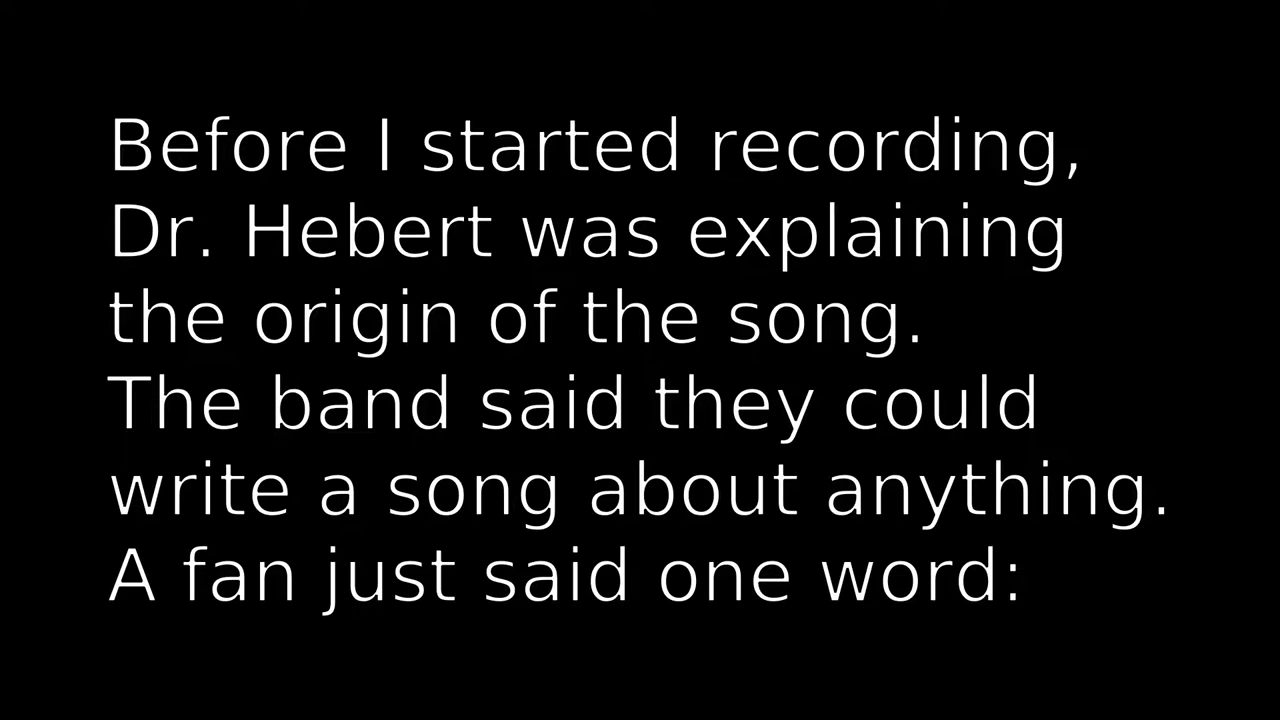 Before I started recording,
Dr. Hebert was explaining
the origin of the song.
The band said they could
write a song about anything.
A fan just said one word: